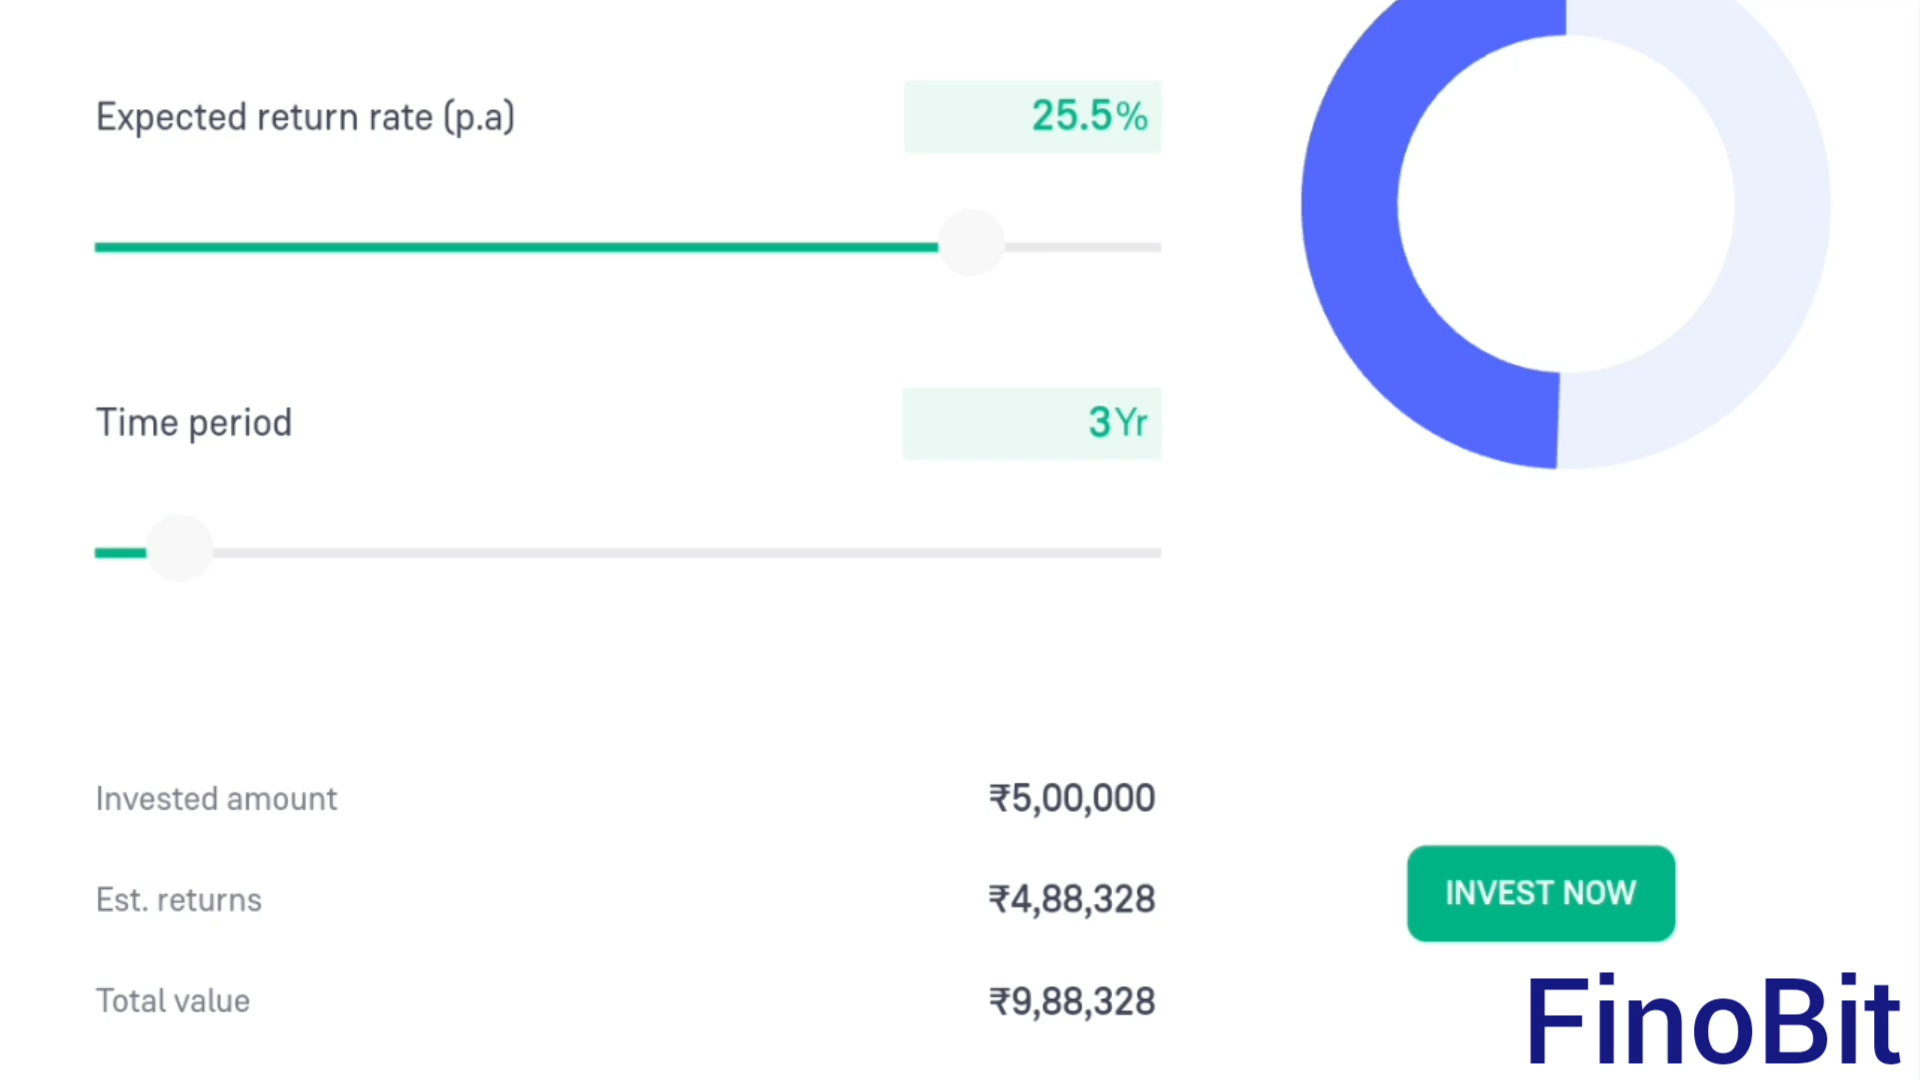 Expected return rate (p.a) 25.5%
Time period 3Yr
Invested amount ₹5,00,000
Est. returns ₹4,88,328
INVEST NOW
Total value ₹9,88,328
FinoBit